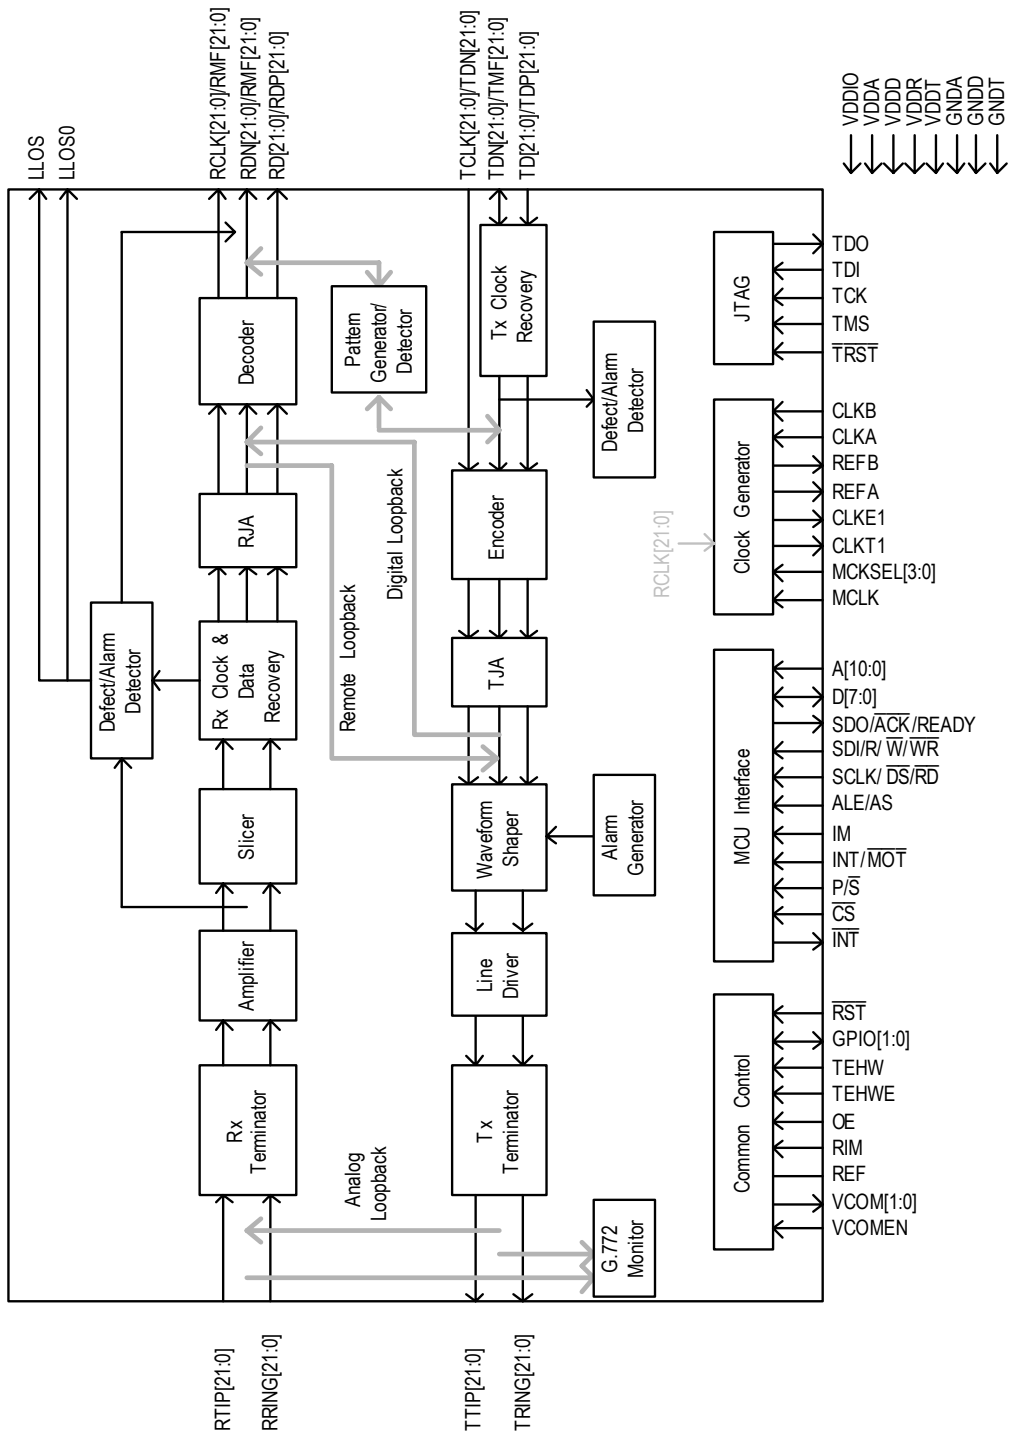 LLOS
LLOS0
RCLK[21:0]/RMF[21:0]
RDN[21:0]/RMF[21:0]
RD[21:0]/RDP[21:0]
TCLK[21:0]/TDN[21:0]
TDN[21:0]/TMF[21:0]
TD[21:0]/TDP[21:0]
VDDIO
VDDA
VDDD
VDDR
VDDT
GNDA
GNDD
GNDT
Decoder
Pattern
Generator/
Detector
Tx Clock
Recovery
Defect/Alarm
Detector
RJA
Digital Loopback
Remote Loopback
Encoder
RCLK[21:0]
Defect/Alarm
Detector
Rx Clock &
Data
Recovery
TJA
Slicer
Waveform
Shaper
Alarm
Generator
Amplifier
Line
Driver
Rx
Terminator
Analog
Loopback
Tx
Terminator
G.772
Monitor
JTAG
TDO
TDI
TCK
TMS
TRST
Clock Generator
CLKB
CLKA
REFB
REFA
CLKE1
CLKT1
MCKSEL[3:0]
MCLK
MCU Interface
A[10:0]
D[7:0]
SDO/ACK/READY
SDI/R/ W/WR
SCLK/ DS/RD
ALE/AS
IM
INT/MOT
P/S
CS
INT
Common Control
RST
GPIO[1:0]
TEHW
TEHWE
OE
RIM
REF
VCOM[1:0]
VCOMEN
RTIP[21:0]
RRING[21:0]
TTIP[21:0]
TRING[21:0]